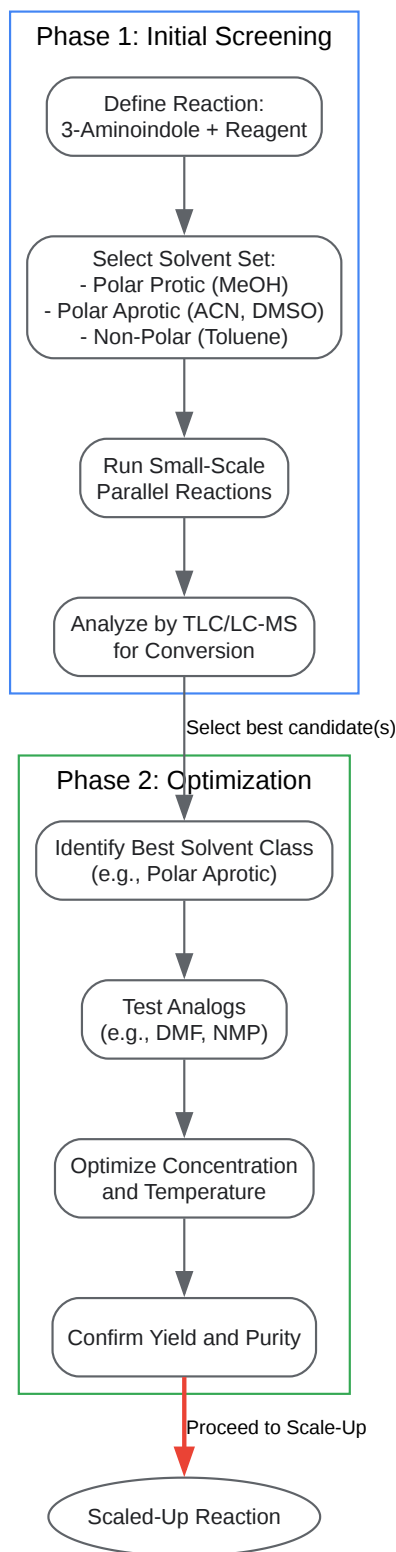 Phase 1: Initial Screening
Define Reaction:
3-Aminoindole + Reagent
Select Solvent Set:
- Polar Protic (MeOH)
- Polar Aprotic (ACN, DMSO)
- Non-Polar (Toluene)
Run Small-Scale
Parallel Reactions
Analyze by TLC/LC-MS
for Conversion
Select best candidate(s)
Phase 2: Optimization
Identify Best Solvent Class
(e.g., Polar Aprotic)
Test Analogs
(e.g., DMF, NMP)
Optimize Concentration
and Temperature
Confirm Yield and Purity
Proceed to Scale-Up
Scaled-Up Reaction